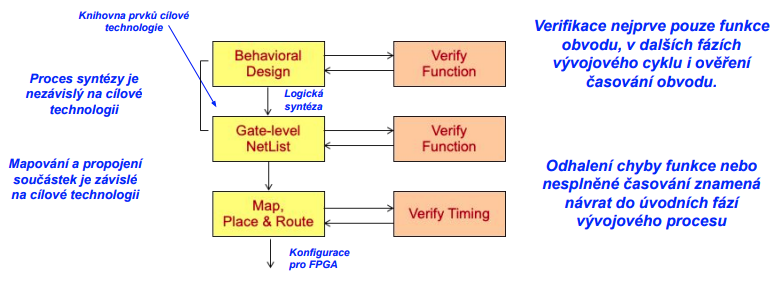 Knihovna prvků cílové
technologie
Behavioral
Design
Verify
Function
Verifikace nejprve pouze funkce
obvodu, v dalších fázích
vývojového cyklu i ověření
časování obvodu.
Proces syntézy je
nezávislý na cílové
technologii
Logická
syntéza
Gate-level
NetList
Verify
Function
Mapování a propojení
součástek je závislé
na cílové technologii
Odhalení chyby funkce nebo
nesplněné časování znamená
návrat do úvodních fází
vývojového procesu
Map,
Place & Route
Verify Timing
Konfigurace
pro FPGA